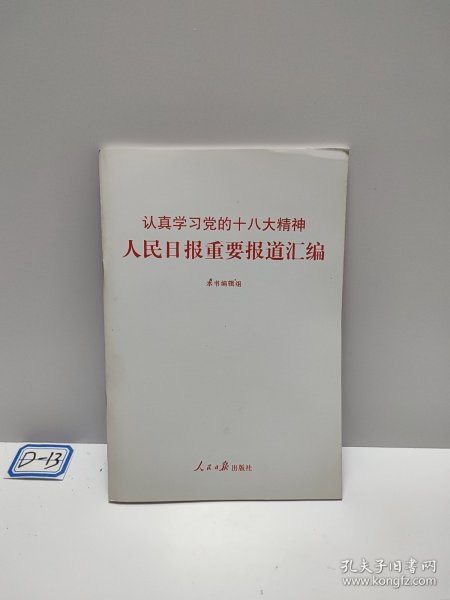 认真学习党的十八大精神
人民日报重要报道汇编
本书编辑组
人民日报出版社
D-13
孔夫子旧书网
www.kongfz.com